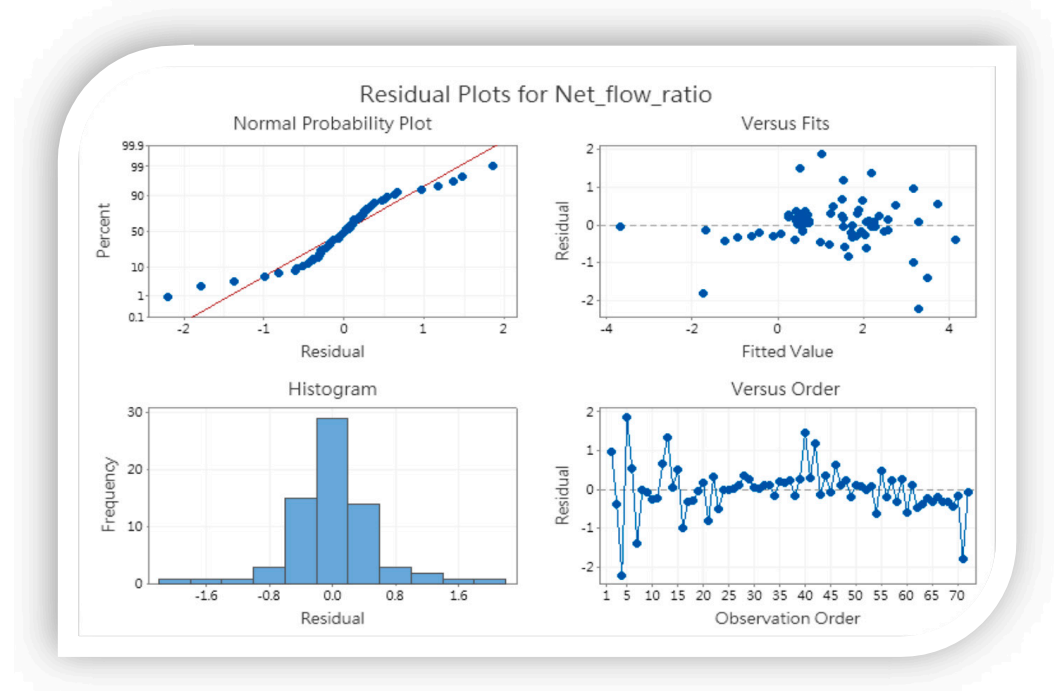 Residual Plots for Net_flow_ratio
Normal Probability Plot
99.9
99
90
50
10
1
0.1
Percent
-2 -1 0 1 2
Residual
Versus Fits
2
1
0
-1
-2
Residual
-4 -2 0 2 4
Fitted Value
Histogram
30
20
10
0
Frequency
-1.6 -0.8 0.0 0.8 1.6
Residual
Versus Order
2
1
0
-1
-2
Residual
1 5 10 15 20 25 30 35 40 45 50 55 60 65 70
Observation Order